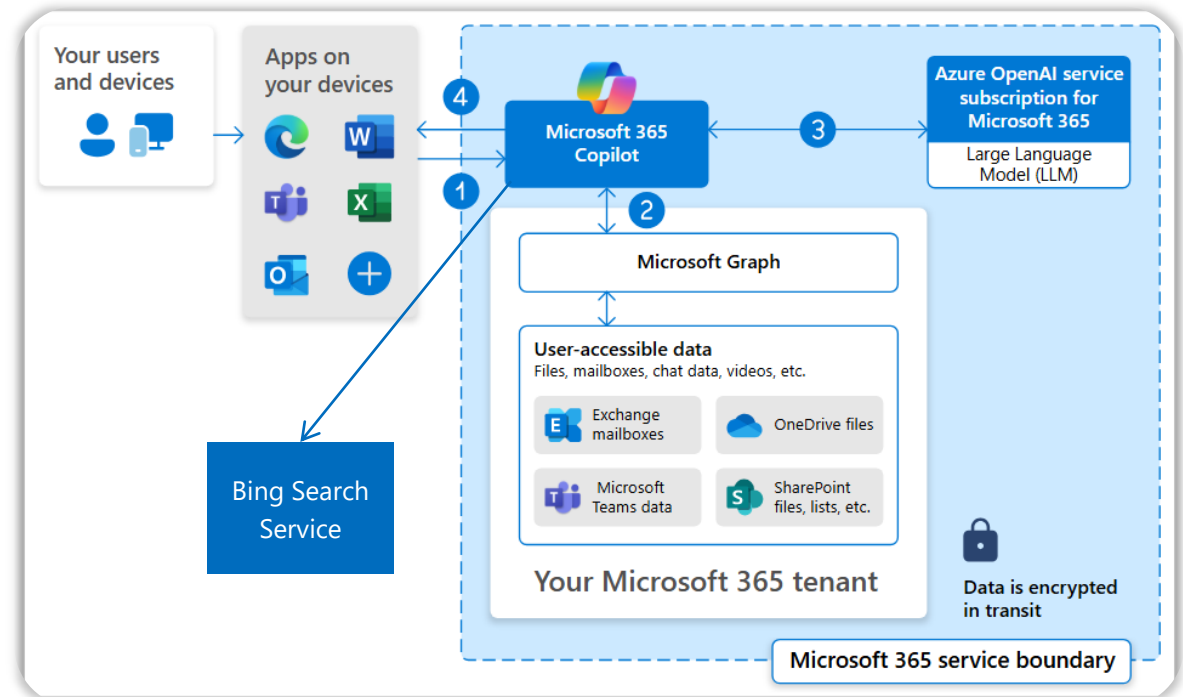 Your users
and devices
Apps on
your devices
W
T
X
O
4
1
Microsoft 365
Copilot
3
Azure OpenAI service
subscription for
Microsoft 365
Large Language
Model (LLM)
2
Microsoft Graph
User-accessible data
Files, mailboxes, chat data, videos, etc.
E
Exchange
mailboxes
OneDrive files
T
Microsoft
Teams data
S
SharePoint
files, lists, etc.
Your Microsoft 365 tenant
Bing Search
Service
Data is encrypted
in transit
Microsoft 365 service boundary